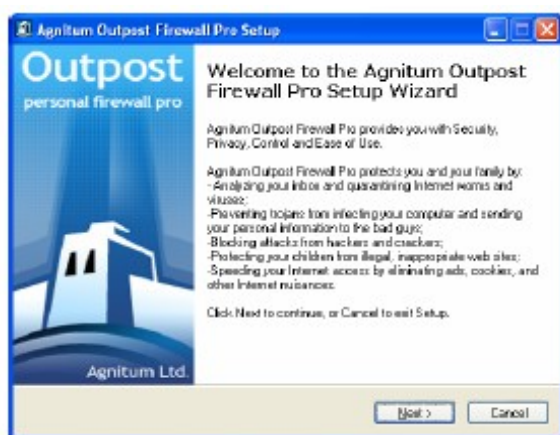 Agnitum Outpost Firewall Pro Setup
Outpost
personal firewall pro
Welcome to the Agnitum Outpost
Firewall Pro Setup Wizard
Agnitum Outpost Firewall Pro provides you with Security,
Privacy, Control and Ease of Use.
Agnitum Outpost Firewall Pro protects you and your family by:
-Analyzing your inbox and quarantining Internet worms and
viruses;
-Preventing trojans from infecting your computer and sending
your personal information to the bad guys;
-Blocking attacks from hackers and crackers;
-Protecting your children from illegal, inappropriate web sites;
-Speeding your Internet access by eliminating ads, cookies, and
other Internet nuisances.
Click Next to continue, or Cancel to exit Setup.
Agnitum Ltd.
Next >
Cancel